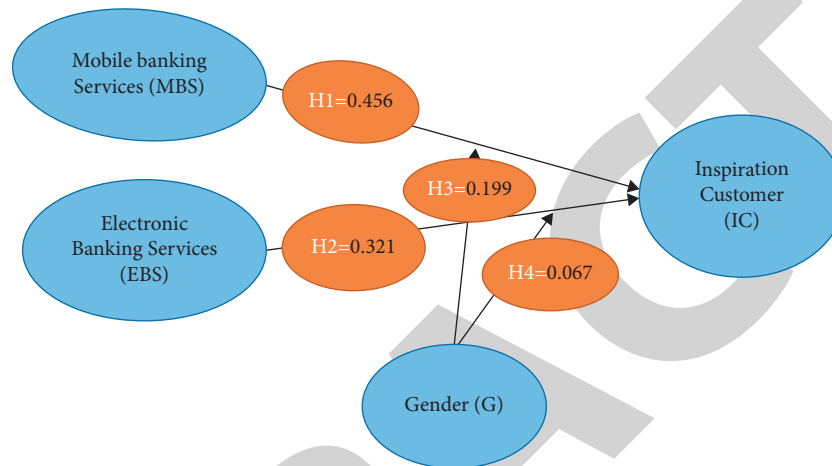 Mobile banking
Services (MBS)
H1=0.456
Inspiration
Customer
(IC)
H3=0.199
Electronic
Banking Services
(EBS)
H2=0.321
H4=0.067
Gender (G)